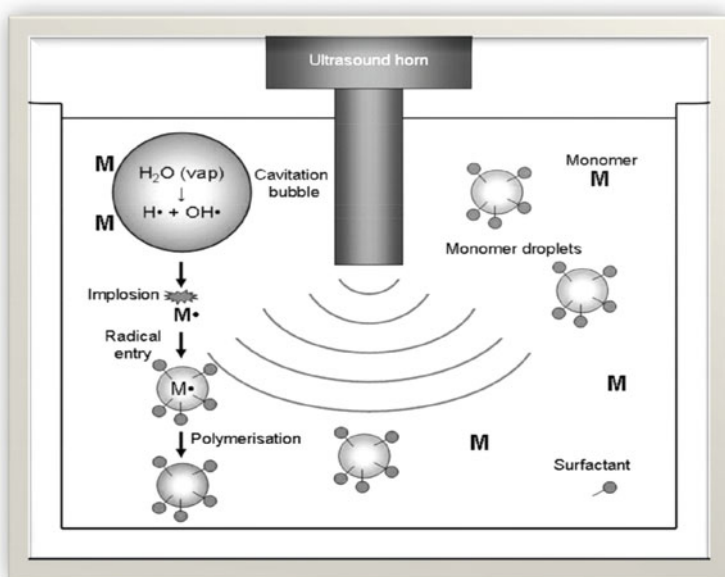 Ultrasound horn
M
H₂O (vap)
↓
H• + OH•
M
Cavitation
bubble
Implosion
M•
Radical
entry
M•
Polymerisation
Monomer
M
Monomer droplets
M
M
Surfactant